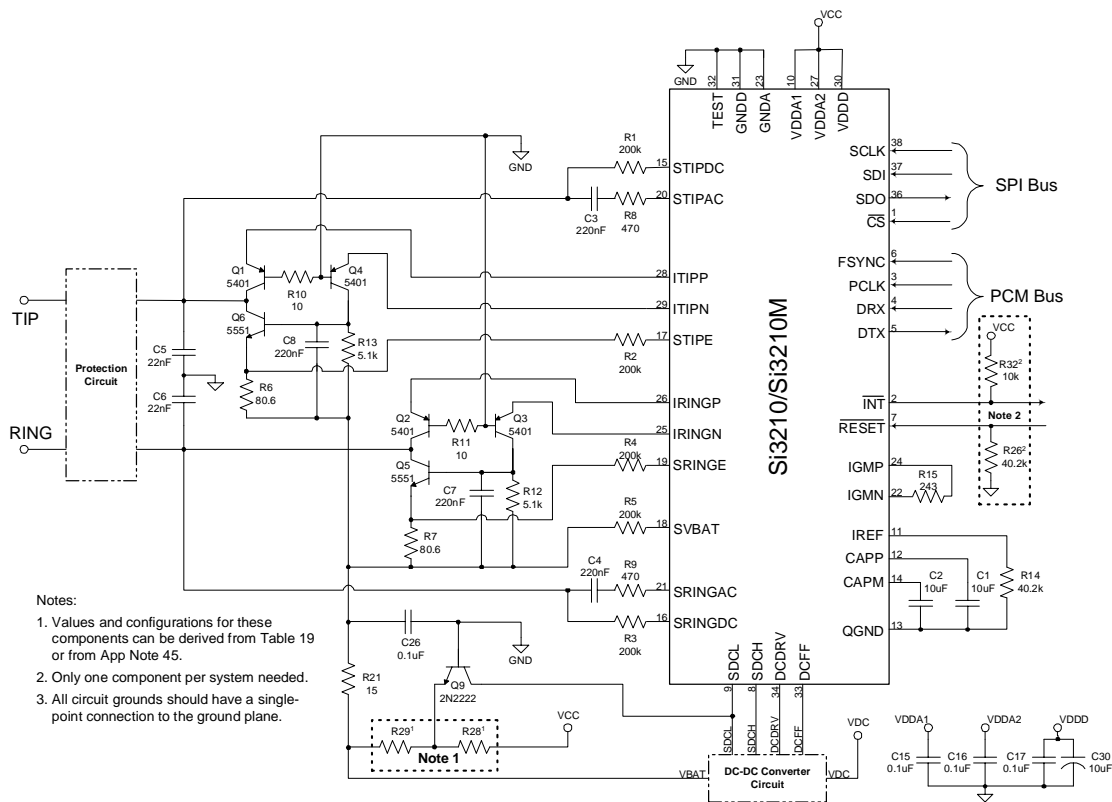 VCC
GND
TEST
32
GNDD
31
GNDA
23
VDDA1
10
VDDA2
27
VDDD
30
Si3210/Si3210M
TIP
RING
Protection
Circuit
C5
22nF
C6
22nF
Q1
5401
R10
10
Q4
5401
GND
Q6
5551
C8
220nF
R13
5.1k
R6
80.6
Q2
5401
R11
10
Q3
5401
Q5
5551
C7
220nF
R12
5.1k
R7
80.6
R1
200k
15
STIPDC
C3
220nF
R8
470
20
STIPAC
28
ITIPP
29
ITIPN
R2
200k
17
STIPE
26
IRINGP
25
IRINGN
R4
200k
19
SRINGE
R5
200k
18
SVBAT
C4
220nF
R9
470
21
SRINGAC
R3
200k
16
SRINGDC
SCLK
38
SDI
37
SDO
36
CS
1
SPI Bus
FSYNC
6
PCLK
3
DRX
4
DTX
5
PCM Bus
VCC
R32²
10k
INT
2
Note 2
RESET
7
R26²
40.2k
IGMP
24
IGMN
22
R15
243
IREF
11
CAPP
12
CAPM
14
QGND
13
C2
10uF
C1
10uF
R14
40.2k
SDCL
9
SDCH
8
DCDRV
34
DCFF
33
SDCL
SDCH
DCDRV
DCFF
DC-DC Converter
Circuit
VBAT
VDC
VDC
C26
0.1uF
GND
R21
15
Q9
2N2222
R29¹
R28¹
VCC
Note 1
VDDA1
C15
0.1uF
VDDA2
C16
0.1uF
VDDD
C17
0.1uF
C30
10uF
Notes:
1. Values and configurations for these
components can be derived from Table 19
or from App Note 45.
2. Only one component per system needed.
3. All circuit grounds should have a single-
point connection to the ground plane.